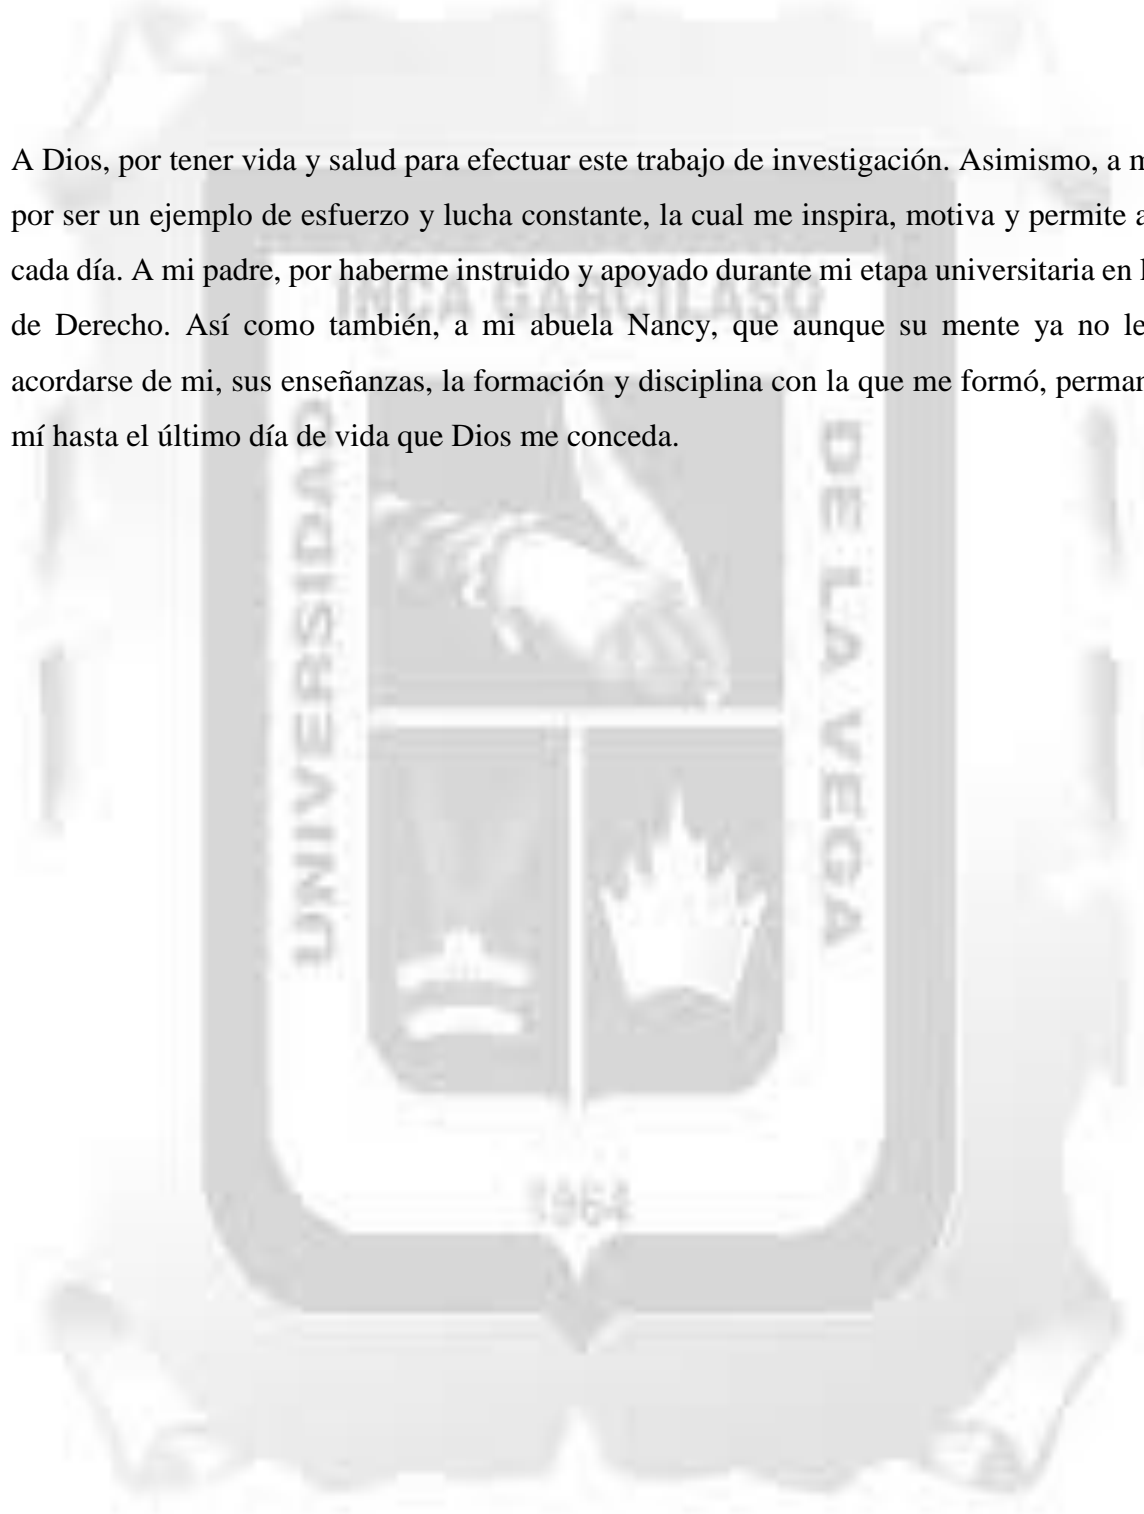 A Dios, por tener vida y salud para efectuar este trabajo de investigación. Asimismo, a
por ser un ejemplo de esfuerzo y lucha constante, la cual me inspira, motiva y permite
cada día. A mi padre, por haberme instruido y apoyado durante mi etapa universitaria en
de Derecho. Así como también, a mi abuela Nancy, que aunque su mente ya no le
acordarse de mi, sus enseñanzas, la formación y disciplina con la que me formó,
mí hasta el último día de vida que Dios me conceda.
INCA GARCILASO
UNIVERSIDAD
DE LA VEGA
1964